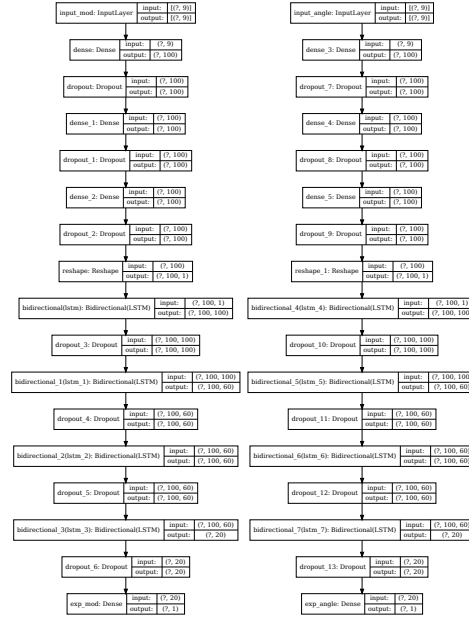 input_mod: InputLayer
input: [(?, 9)]
output: [(?, 9)]
dense: Dense
input: (?, 9)
output: (?, 100)
dropout: Dropout
input: (?, 100)
output: (?, 100)
dense_1: Dense
input: (?, 100)
output: (?, 100)
dropout_1: Dropout
input: (?, 100)
output: (?, 100)
dense_2: Dense
input: (?, 100)
output: (?, 100)
dropout_2: Dropout
input: (?, 100)
output: (?, 100)
reshape: Reshape
input: (?, 100)
output: (?, 100, 1)
bidirectional(lstm): Bidirectional(LSTM)
input: (?, 100, 1)
output: (?, 100, 100)
dropout_3: Dropout
input: (?, 100, 100)
output: (?, 100, 100)
bidirectional_1(lstm_1): Bidirectional(LSTM)
input: (?, 100, 100)
output: (?, 100, 60)
dropout_4: Dropout
input: (?, 100, 60)
output: (?, 100, 60)
bidirectional_2(lstm_2): Bidirectional(LSTM)
input: (?, 100, 60)
output: (?, 100, 60)
dropout_5: Dropout
input: (?, 100, 60)
output: (?, 100, 60)
bidirectional_3(lstm_3): Bidirectional(LSTM)
input: (?, 100, 60)
output: (?, 20)
dropout_6: Dropout
input: (?, 20)
output: (?, 20)
exp_mod: Dense
input: (?, 20)
output: (?, 1)
input_angle: InputLayer
input: [(?, 9)]
output: [(?, 9)]
dense_3: Dense
input: (?, 9)
output: (?, 100)
dropout_7: Dropout
input: (?, 100)
output: (?, 100)
dense_4: Dense
input: (?, 100)
output: (?, 100)
dropout_8: Dropout
input: (?, 100)
output: (?, 100)
dense_5: Dense
input: (?, 100)
output: (?, 100)
dropout_9: Dropout
input: (?, 100)
output: (?, 100)
reshape_1: Reshape
input: (?, 100)
output: (?, 100, 1)
bidirectional_4(lstm_4): Bidirectional(LSTM)
input: (?, 100, 1)
output: (?, 100, 100
dropout_10: Dropout
input: (?, 100, 100)
output: (?, 100, 100)
bidirectional_5(lstm_5): Bidirectional(LSTM)
input: (?, 100, 100
output: (?, 100, 60)
dropout_11: Dropout
input: (?, 100, 60)
output: (?, 100, 60)
bidirectional_6(lstm_6): Bidirectional(LSTM)
input: (?, 100, 60)
output: (?, 100, 60)
dropout_12: Dropout
input: (?, 100, 60)
output: (?, 100, 60)
bidirectional_7(lstm_7): Bidirectional(LSTM)
input: (?, 100, 60)
output: (?, 20)
dropout_13: Dropout
input: (?, 20)
output: (?, 20)
exp_angle: Dense
input: (?, 20)
output: (?, 1)